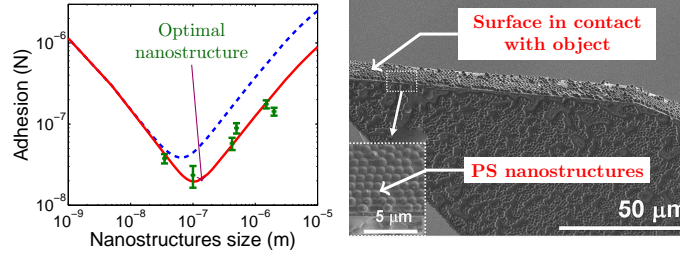 Optimal
nanostructure
Adhesion (N)
10⁻⁶
10⁻⁷
10⁻⁸
10⁻⁹ 10⁻⁸ 10⁻⁷ 10⁻⁶ 10⁻⁵
Nanostructures size (m)
Surface in contact
with object
PS nanostructures
5 μm
50 μm